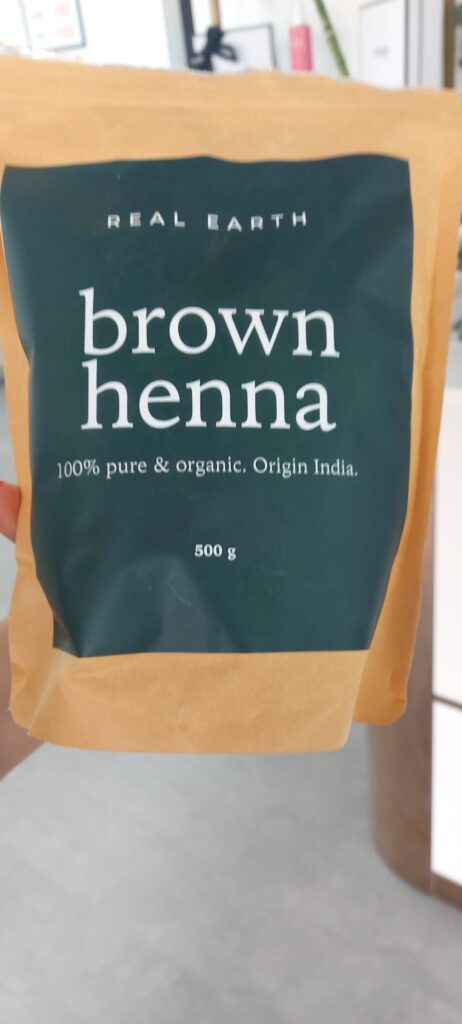 REAL EARTH
brown
henna
100% pure & organic. Origin India.
500 g